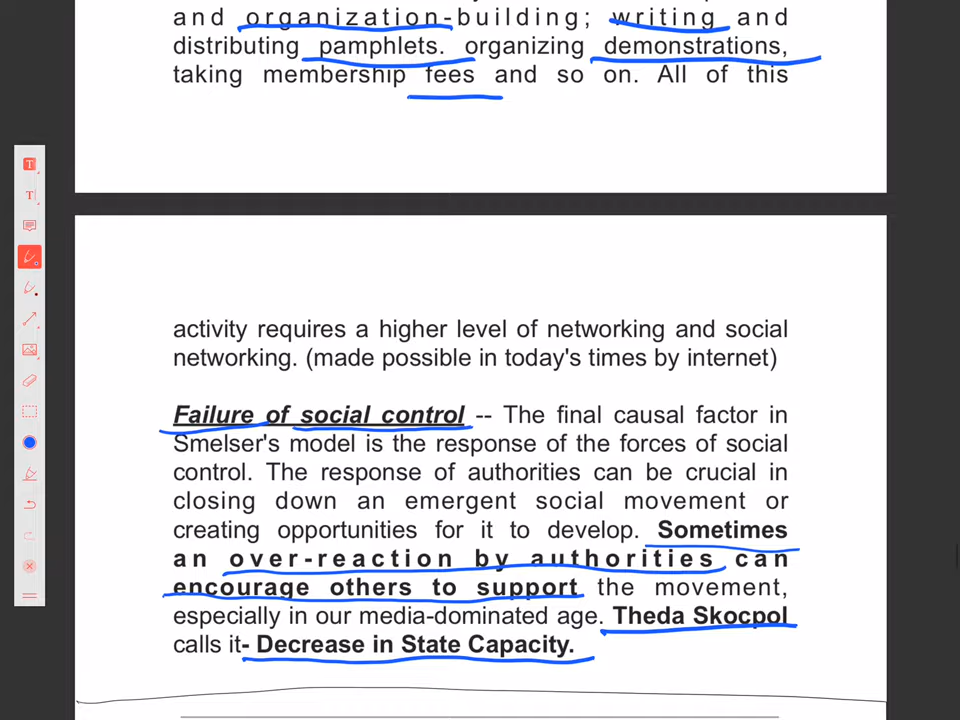 and organization-building; writing and
distributing pamphlets. organizing demonstrations,
taking membership fees and so on. All of this
activity requires a higher level of networking and social
networking. (made possible in today's times by internet)
Failure of social control -- The final causal factor in
Smelser's model is the response of the forces of social
control. The response of authorities can be crucial in
closing down an emergent social movement or
creating opportunities for it to develop. Sometimes
an over-reaction by authorities can
encourage others to support the movement,
especially in our media-dominated age. Theda Skocpol
calls it- Decrease in State Capacity.